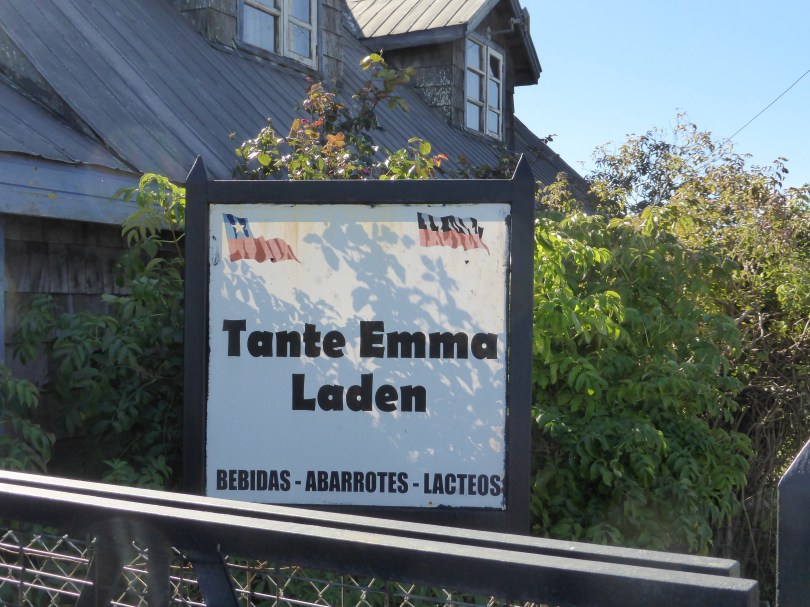 Tante Emma
Laden
BEBIDAS - ABARROTES - LACTEOS